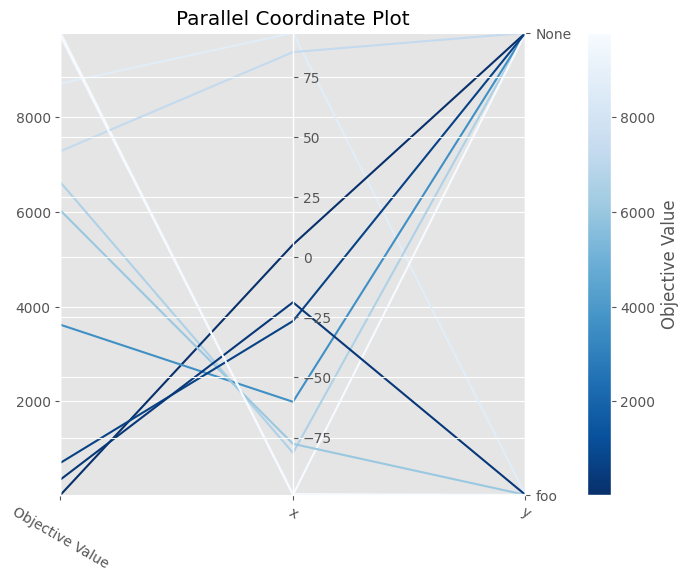 Parallel Coordinate Plot
None
8000
75
8000
50
6000
25
6000
0
4000
−25
4000
−50
2000
−75
2000
foo
Objective Value
x
y
Objective Value